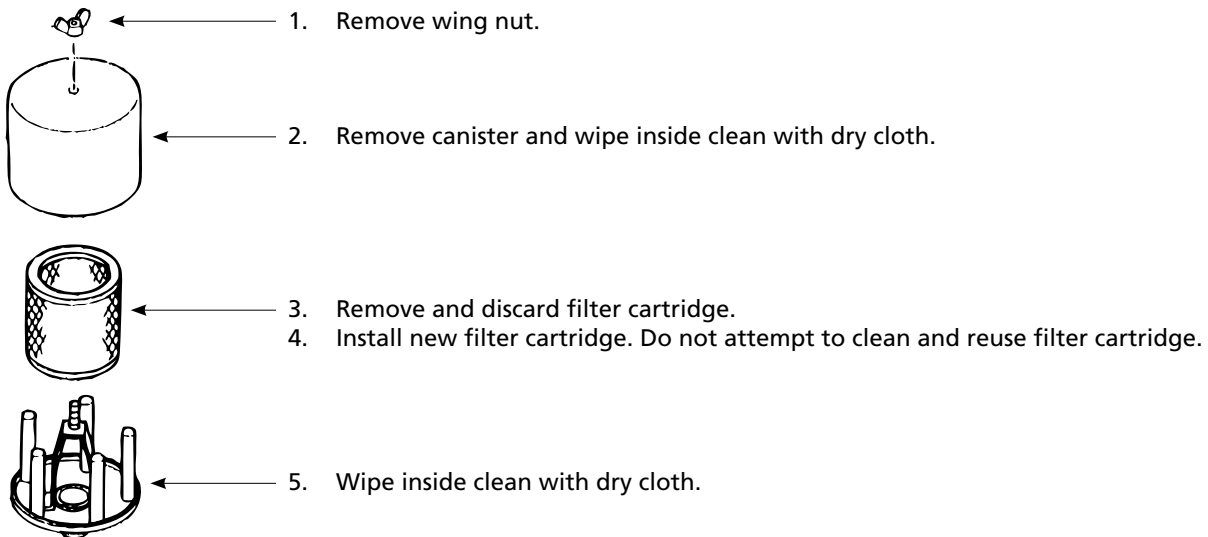 1. Remove wing nut.
2. Remove canister and wipe inside clean with dry cloth.
3. Remove and discard filter cartridge.
4. Install new filter cartridge. Do not attempt to clean and reuse filter cartridge.
5. Wipe inside clean with dry cloth.